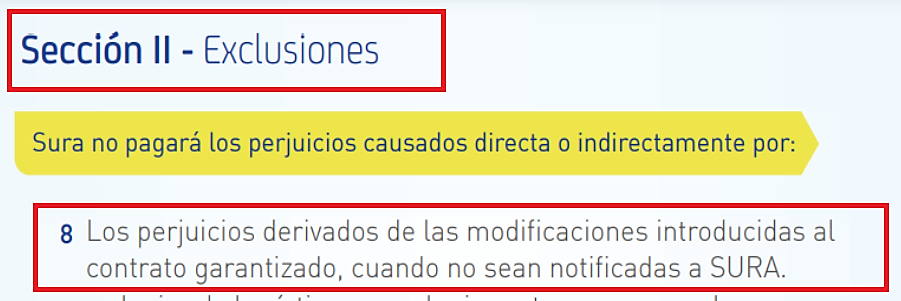 Sección II - Exclusiones
Sura no pagará los perjuicios causados directa o indirectamente por:
8 Los perjuicios derivados de las modificaciones introducidas al
contrato garantizado, cuando no sean notificadas a SURA.